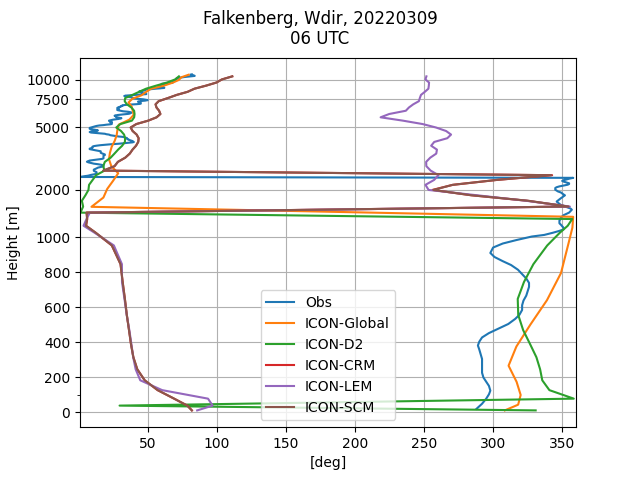 Falkenberg, Wdir, 20220309
06 UTC
10000
7500
5000
2000
1000
800
600
400
200
0
Height [m]
Obs
ICON-Global
ICON-D2
ICON-CRM
ICON-LEM
ICON-SCM
50
100
150
200
250
300
350
[deg]